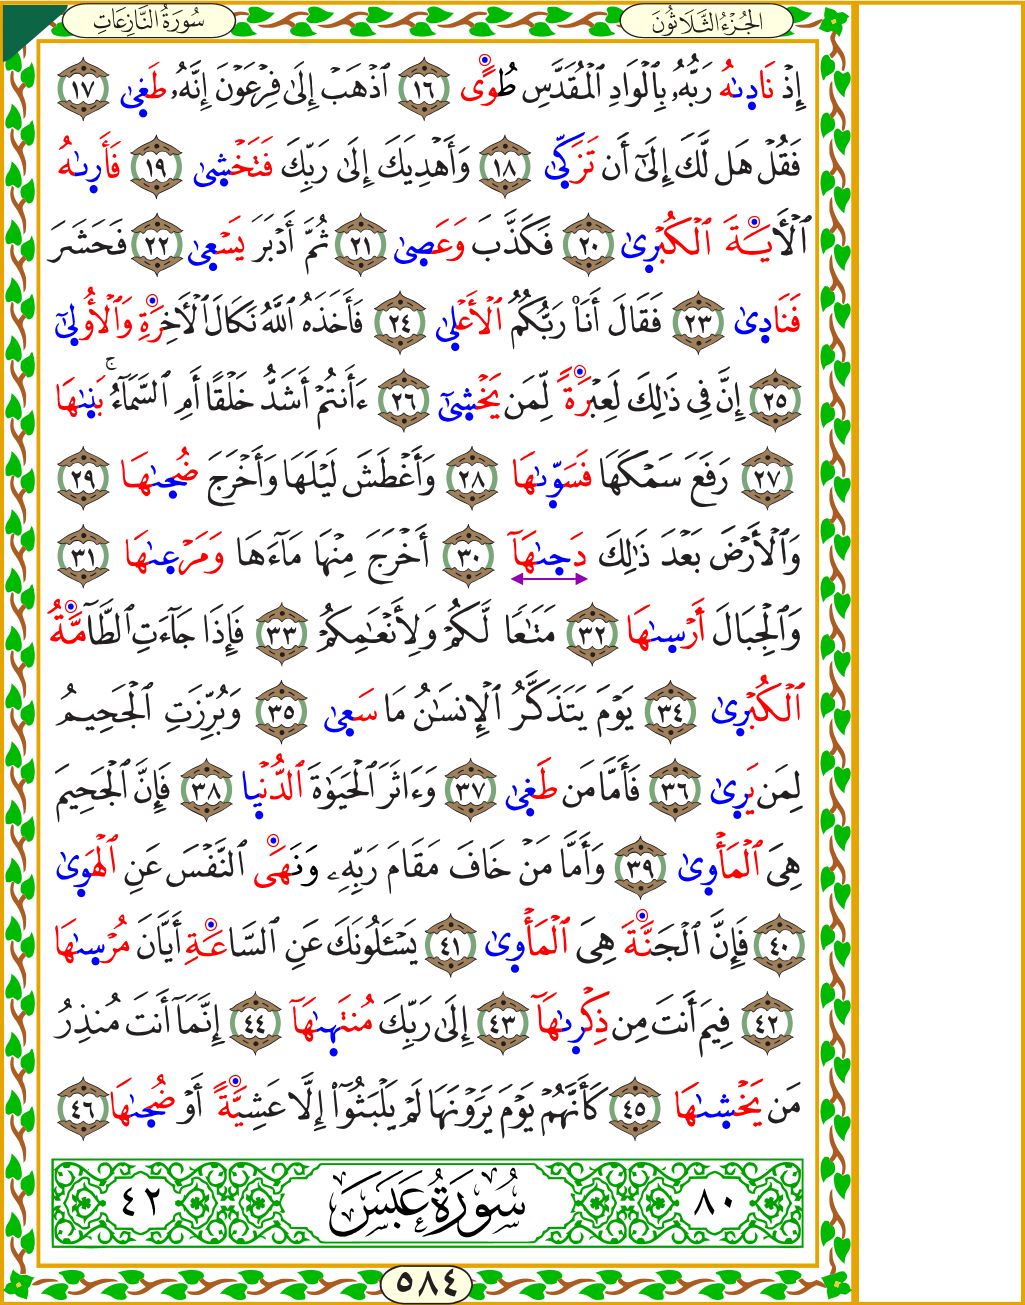 سُورَةُ النَّازِعَاتِ
الجُزْءُ الثَّلَاثُونَ
إِذْ نَادِىٰهُ رَبُّهُۥ بِٱلْوَادِ ٱلْمُقَدَّسِ طُوًى ١٦ ٱذْهَبْ إِلَىٰ فِرْعَوْنَ إِنَّهُۥ طَغِىٰ ١٧
فَقُلْ هَل لَّكَ إِلَىٰٓ أَن تَزَكِّىٰ ١٨ وَأَهْدِيَكَ إِلَىٰ رَبِّكَ فَتَخْشِىٰ ١٩ فَأَرِىٰهُ
ٱلْأَيَةَ ٱلْكُبْرِىٰ ٢٠ فَكَذَّبَ وَعَصِىٰ ٢١ ثُمَّ أَدْبَرَ يَسْعِىٰ ٢٢ فَحَشَرَ
فَنَادِىٰ ٢٣ فَقَالَ أَنَا۠ رَبُّكُمُ ٱلْأَعْلِىٰ ٢٤ فَأَخَذَهُ ٱللَّهُ نَكَالَ ٱلْأَخِرَةِ وَٱلْأُولِىٰٓ
٢٥ إِنَّ فِى ذَٰلِكَ لَعِبْرَةً لِّمَن يَخْشِىٰٓ ٢٦ ءَأَنتُمْ أَشَدُّ خَلْقًا أَمِ ٱلسَّمَآءُ ۚ بَنِىٰهَا
٢٧ رَفَعَ سَمْكَهَا فَسَوِّىٰهَا ٢٨ وَأَغْطَشَ لَيْلَهَا وَأَخْرَجَ ضُحِىٰهَا ٢٩
وَٱلْأَرْضَ بَعْدَ ذَٰلِكَ دَحِىٰهَآ ٣٠ أَخْرَجَ مِنْهَا مَآءَهَا وَمَرْعِىٰهَا ٣١
وَٱلْجِبَالَ أَرْسِىٰهَا ٣٢ مَتَٰعًا لَّكُمْ وَلِأَنْعَٰمِكُمْ ٣٣ فَإِذَا جَآءَتِ ٱلطَّآمَّةُ
ٱلْكُبْرِىٰ ٣٤ يَوْمَ يَتَذَكَّرُ ٱلْإِنسَٰنُ مَا سَعِىٰ ٣٥ وَبُرِّزَتِ ٱلْجَحِيمُ
لِمَن يَرِىٰ ٣٦ فَأَمَّا مَن طَغِىٰ ٣٧ وَءَاثَرَ ٱلْحَيَوٰةَ ٱلدُّنْيِا ٣٨ فَإِنَّ ٱلْجَحِيمَ
هِىَ ٱلْمَأْوِىٰ ٣٩ وَأَمَّا مَنْ خَافَ مَقَامَ رَبِّهِۦ وَنَهَى ٱلنَّفْسَ عَنِ ٱلْهَوِىٰ
٤٠ فَإِنَّ ٱلْجَنَّةَ هِىَ ٱلْمَأْوِىٰ ٤١ يَسْـَٔلُونَكَ عَنِ ٱلسَّاعَةِ أَيَّانَ مُرْسِىٰهَا
٤٢ فِيمَ أَنتَ مِن ذِكْرِىٰهَآ ٤٣ إِلَىٰ رَبِّكَ مُنتَهِىٰهَآ ٤٤ إِنَّمَآ أَنتَ مُنذِرُ
مَن يَخْشِىٰهَا ٤٥ كَأَنَّهُمْ يَوْمَ يَرَوْنَهَا لَمْ يَلْبَثُوٓا۟ إِلَّا عَشِيَّةً أَوْ ضُحِىٰهَا ٤٦
٨٠ سُورَةُ عَبَسَ ٤٢
٥٨٤